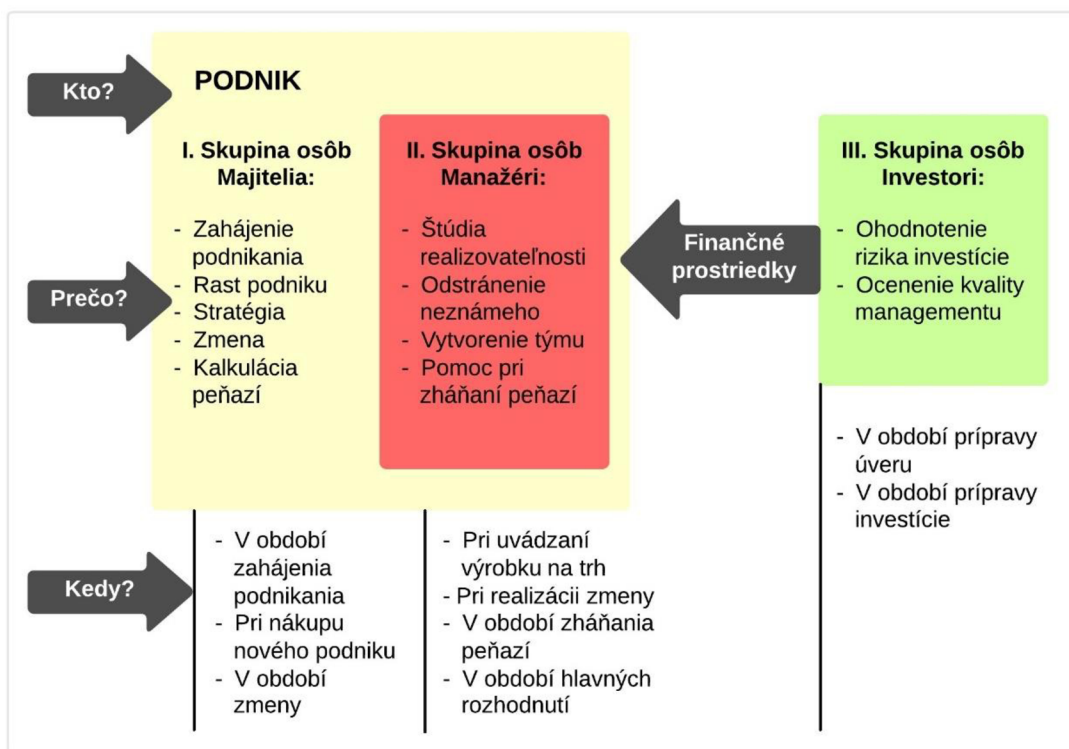 Kto?
PODNIK
I. Skupina osôb
Majitelia:
- Zahájenie
podnikania
- Rast podniku
- Stratégia
- Zmena
- Kalkulácia
peňazí
II. Skupina osôb
Manažéri:
- Štúdia
realizovateľnosti
- Odstránenie
neznámeho
- Vytvorenie týmu
- Pomoc pri
zháňaní peňazí
Finančné
prostriedky
III. Skupina osôb
Investori:
- Ohodnotenie
rizika investície
- Ocenenie kvality
managementu
Prečo?
Kedy?
- V období
zahájenia
podnikania
- Pri nákupu
nového podniku
- V období
zmeny
- Pri uvádzaní
výrobku na trh
- Pri realizácii zmeny
- V období zháňania
peňazí
- V období hlavných
rozhodnutí
- V období prípravy
úveru
- V období prípravy
investície